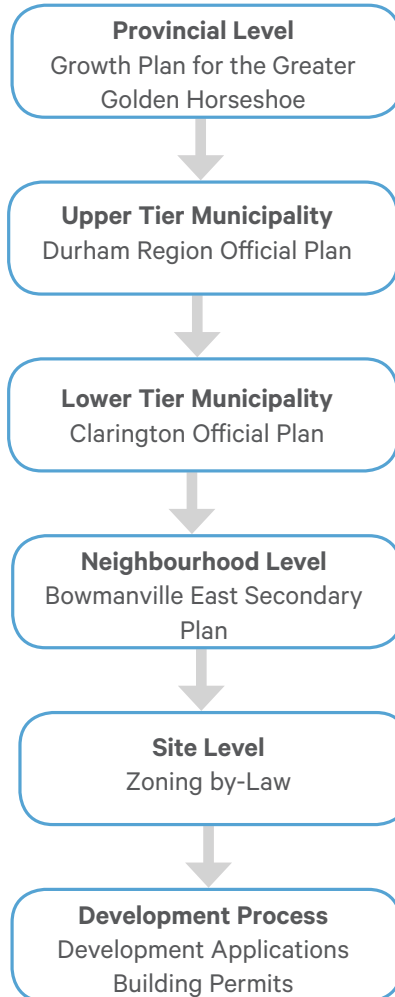 Provincial Level
Growth Plan for the Greater
Golden Horseshoe
Upper Tier Municipality
Durham Region Official Plan
Lower Tier Municipality
Clarington Official Plan
Neighbourhood Level
Bowmanville East Secondary
Plan
Site Level
Zoning by-Law
Development Process
Development Applications
Building Permits